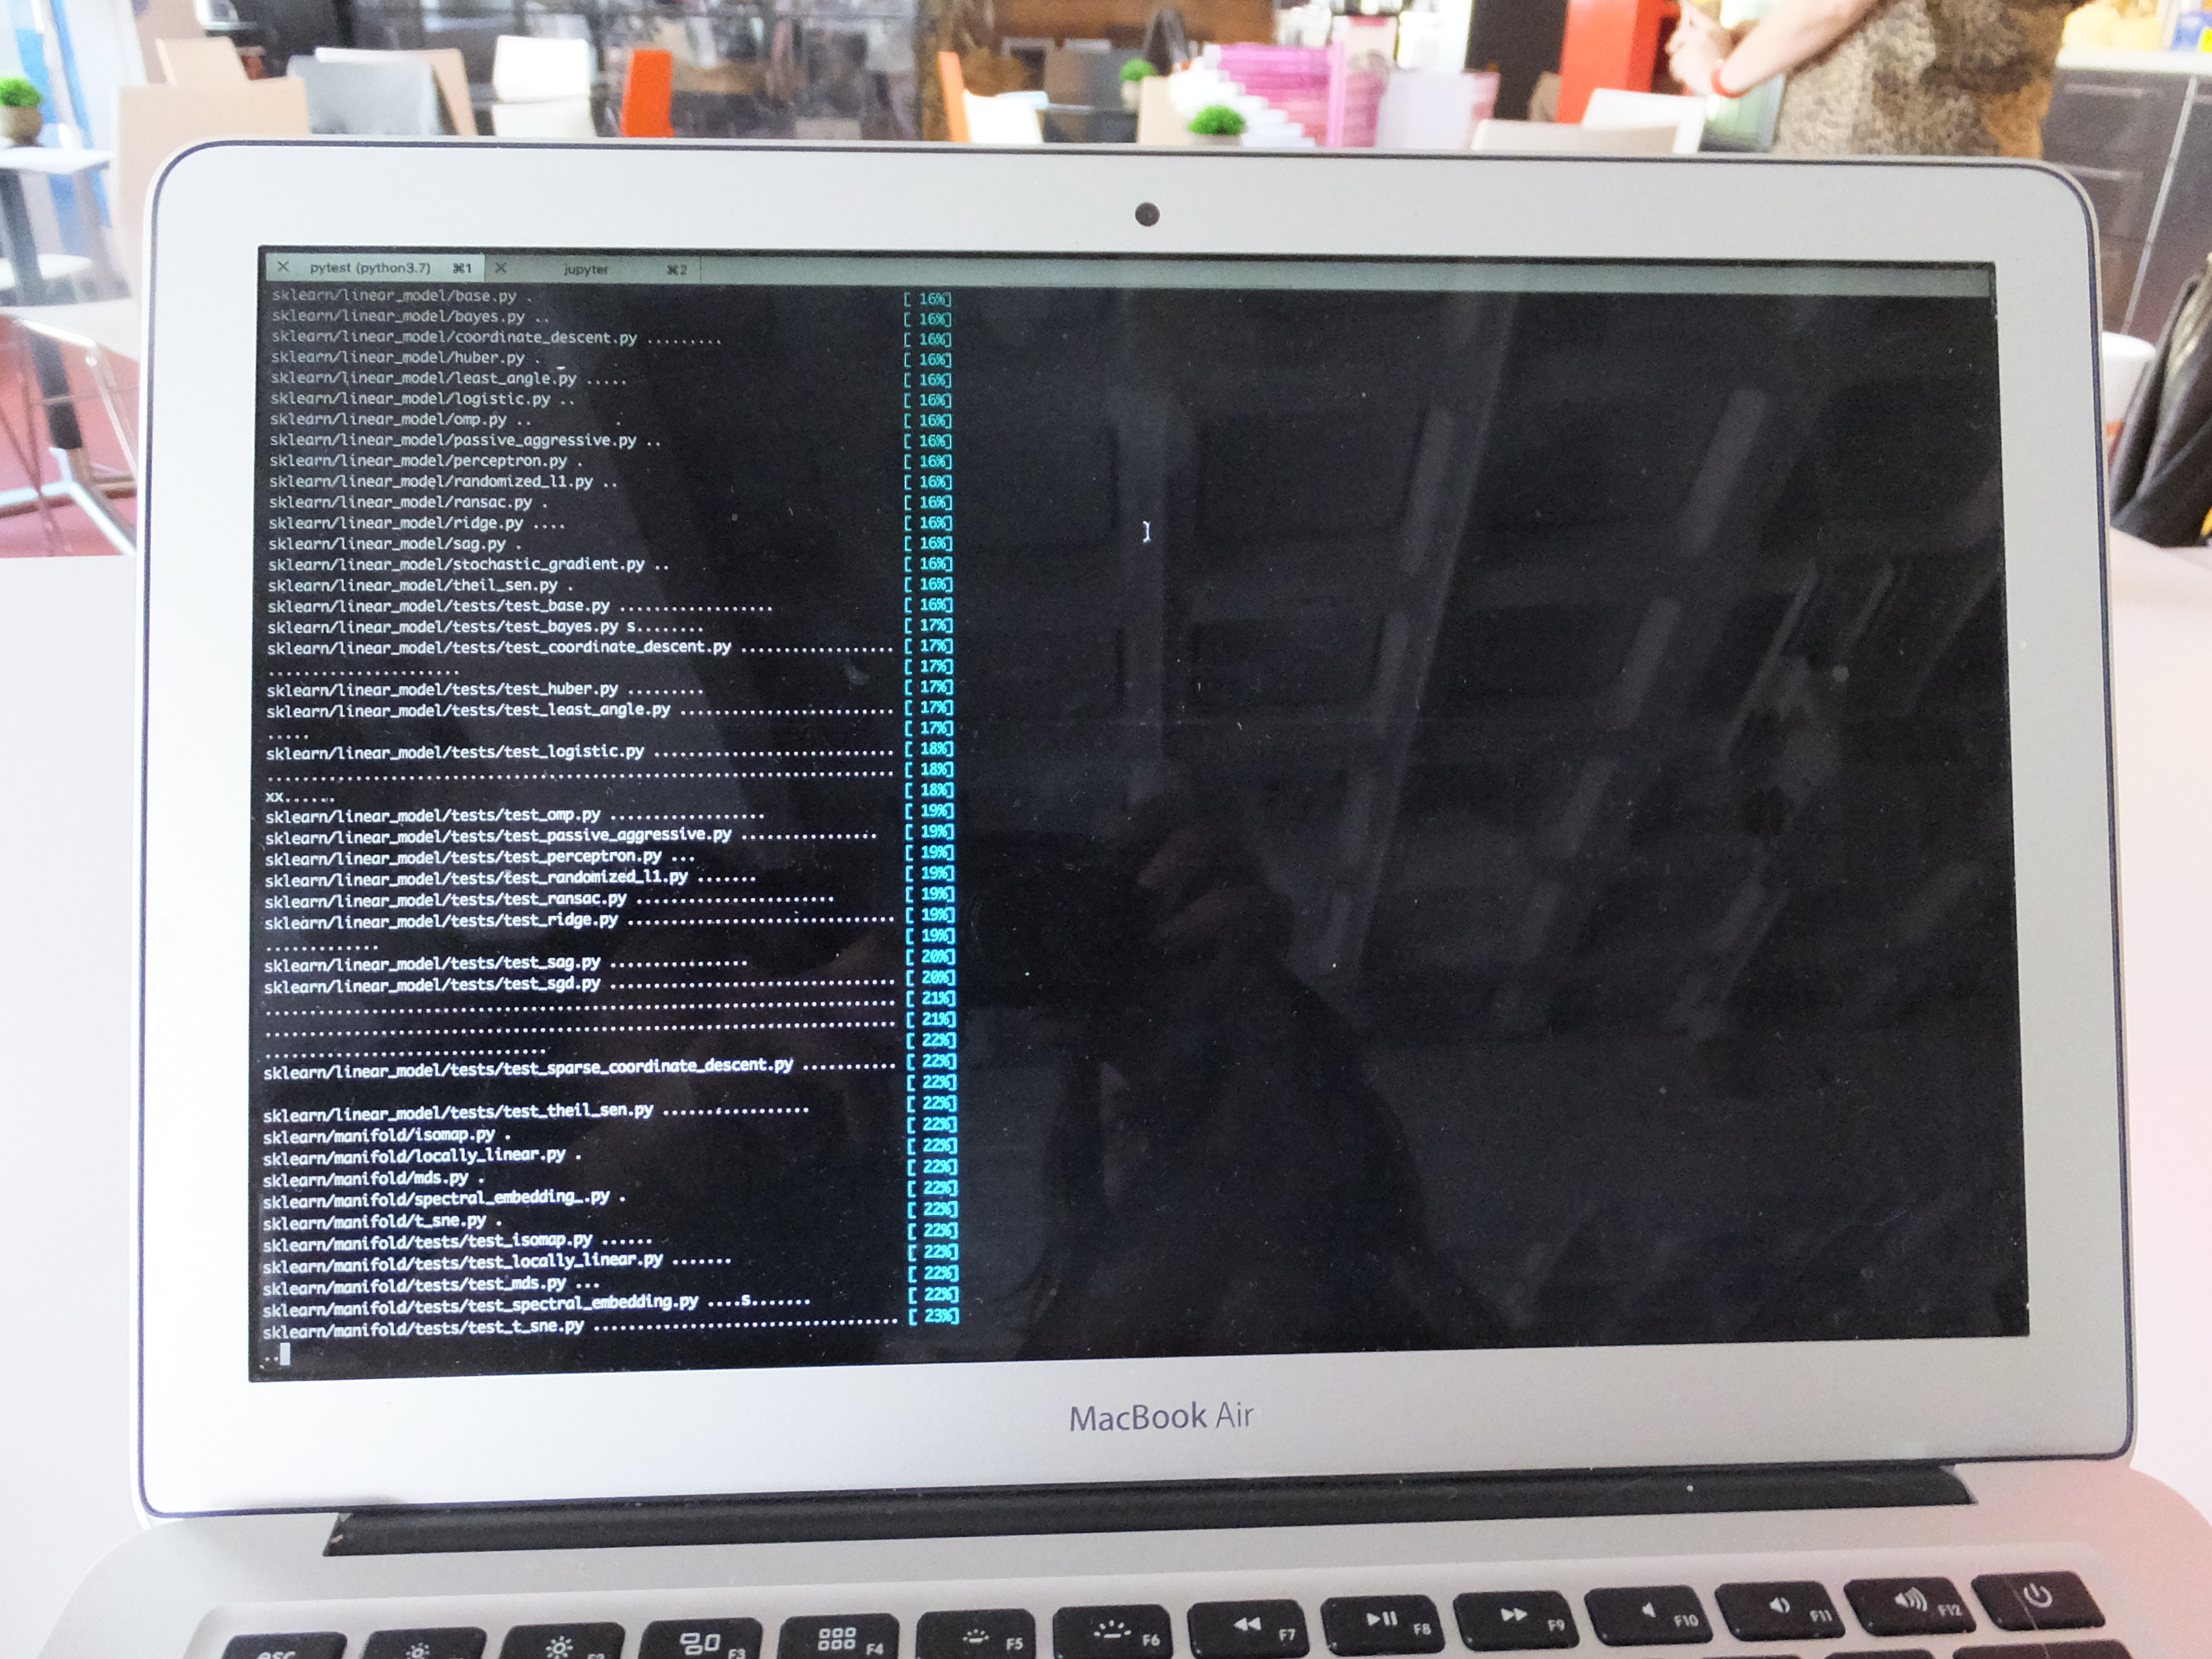 pytest (python3.7) ⌘1 jupyter ⌘2
sklearn/linear_model/base.py . [ 16%]
sklearn/linear_model/bayes.py .. [ 16%]
sklearn/linear_model/coordinate_descent.py ......... [ 16%]
sklearn/linear_model/huber.py . [ 16%]
sklearn/linear_model/least_angle.py ..... [ 16%]
sklearn/linear_model/logistic.py .. [ 16%]
sklearn/linear_model/omp.py .. [ 16%]
sklearn/linear_model/passive_aggressive.py .. [ 16%]
sklearn/linear_model/perceptron.py . [ 16%]
sklearn/linear_model/randomized_l1.py .. [ 16%]
sklearn/linear_model/ransac.py . [ 16%]
sklearn/linear_model/ridge.py .... [ 16%]
sklearn/linear_model/sag.py . [ 16%]
sklearn/linear_model/stochastic_gradient.py .. [ 16%]
sklearn/linear_model/theil_sen.py . [ 16%]
sklearn/linear_model/tests/test_base.py .................. [ 16%]
sklearn/linear_model/tests/test_bayes.py s........ [ 17%]
sklearn/linear_model/tests/test_coordinate_descent.py .................. [ 17%]
....................... [ 17%]
sklearn/linear_model/tests/test_huber.py ......... [ 17%]
sklearn/linear_model/tests/test_least_angle.py ......................... [ 17%]
..... [ 17%]
sklearn/linear_model/tests/test_logistic.py ............................ [ 18%]
........................................................................ [ 18%]
xx...... [ 18%]
sklearn/linear_model/tests/test_omp.py .................. [ 19%]
sklearn/linear_model/tests/test_passive_aggressive.py ................ [ 19%]
sklearn/linear_model/tests/test_perceptron.py ... [ 19%]
sklearn/linear_model/tests/test_randomized_l1.py ....... [ 19%]
sklearn/linear_model/tests/test_ransac.py ....................... [ 19%]
sklearn/linear_model/tests/test_ridge.py ............................... [ 19%]
............. [ 19%]
sklearn/linear_model/tests/test_sag.py ................ [ 20%]
sklearn/linear_model/tests/test_sgd.py ................................. [ 20%]
........................................................................ [ 21%]
........................................................................ [ 21%]
................................ [ 22%]
sklearn/linear_model/tests/test_sparse_coordinate_descent.py ........... [ 22%]
[ 22%]
sklearn/linear_model/tests/test_theil_sen.py ................. [ 22%]
sklearn/manifold/isomap.py . [ 22%]
sklearn/manifold/locally_linear.py . [ 22%]
sklearn/manifold/mds.py . [ 22%]
sklearn/manifold/spectral_embedding_.py . [ 22%]
sklearn/manifold/t_sne.py . [ 22%]
sklearn/manifold/tests/test_isomap.py ...... [ 22%]
sklearn/manifold/tests/test_locally_linear.py ....... [ 22%]
sklearn/manifold/tests/test_mds.py ... [ 22%]
sklearn/manifold/tests/test_spectral_embedding.py ....s....... [ 22%]
sklearn/manifold/tests/test_t_sne.py ................................... [ 23%]
..
MacBook Air
esc F3 F4 F5 F6 F7 F8 F9 F10 F11 F12